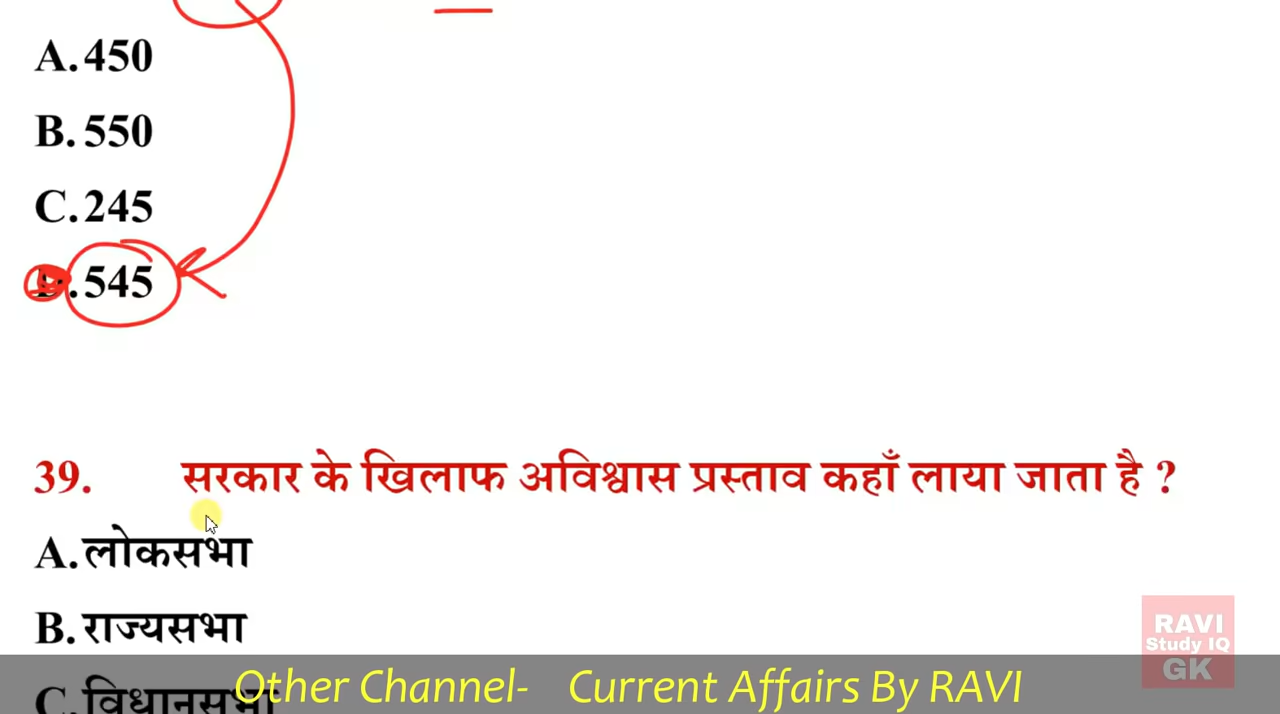 A. 450
B. 550
C. 245
D. 545
39. सरकार के खिलाफ अविश्वास प्रस्ताव कहाँ लाया जाता है ?
A. लोकसभा
B. राज्यसभा
C. विधानसभा
RAVI
Study IQ
GK
Other Channel- Current Affairs By RAVI